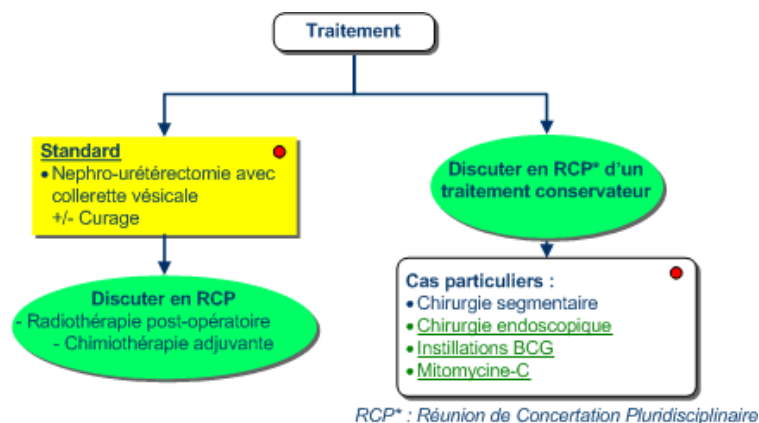 Traitement
Standard
• Nephro-urétérectomie avec
collerette vésicale
+/- Curage
Discuter en RCP* d'un
traitement conservateur
Discuter en RCP
- Radiothérapie post-opératoire
- Chimiothérapie adjuvante
Cas particuliers :
• Chirurgie segmentaire
• Chirurgie endoscopique
• Instillations BCG
• Mitomycine-C
RCP* : Réunion de Concertation Pluridisciplinaire